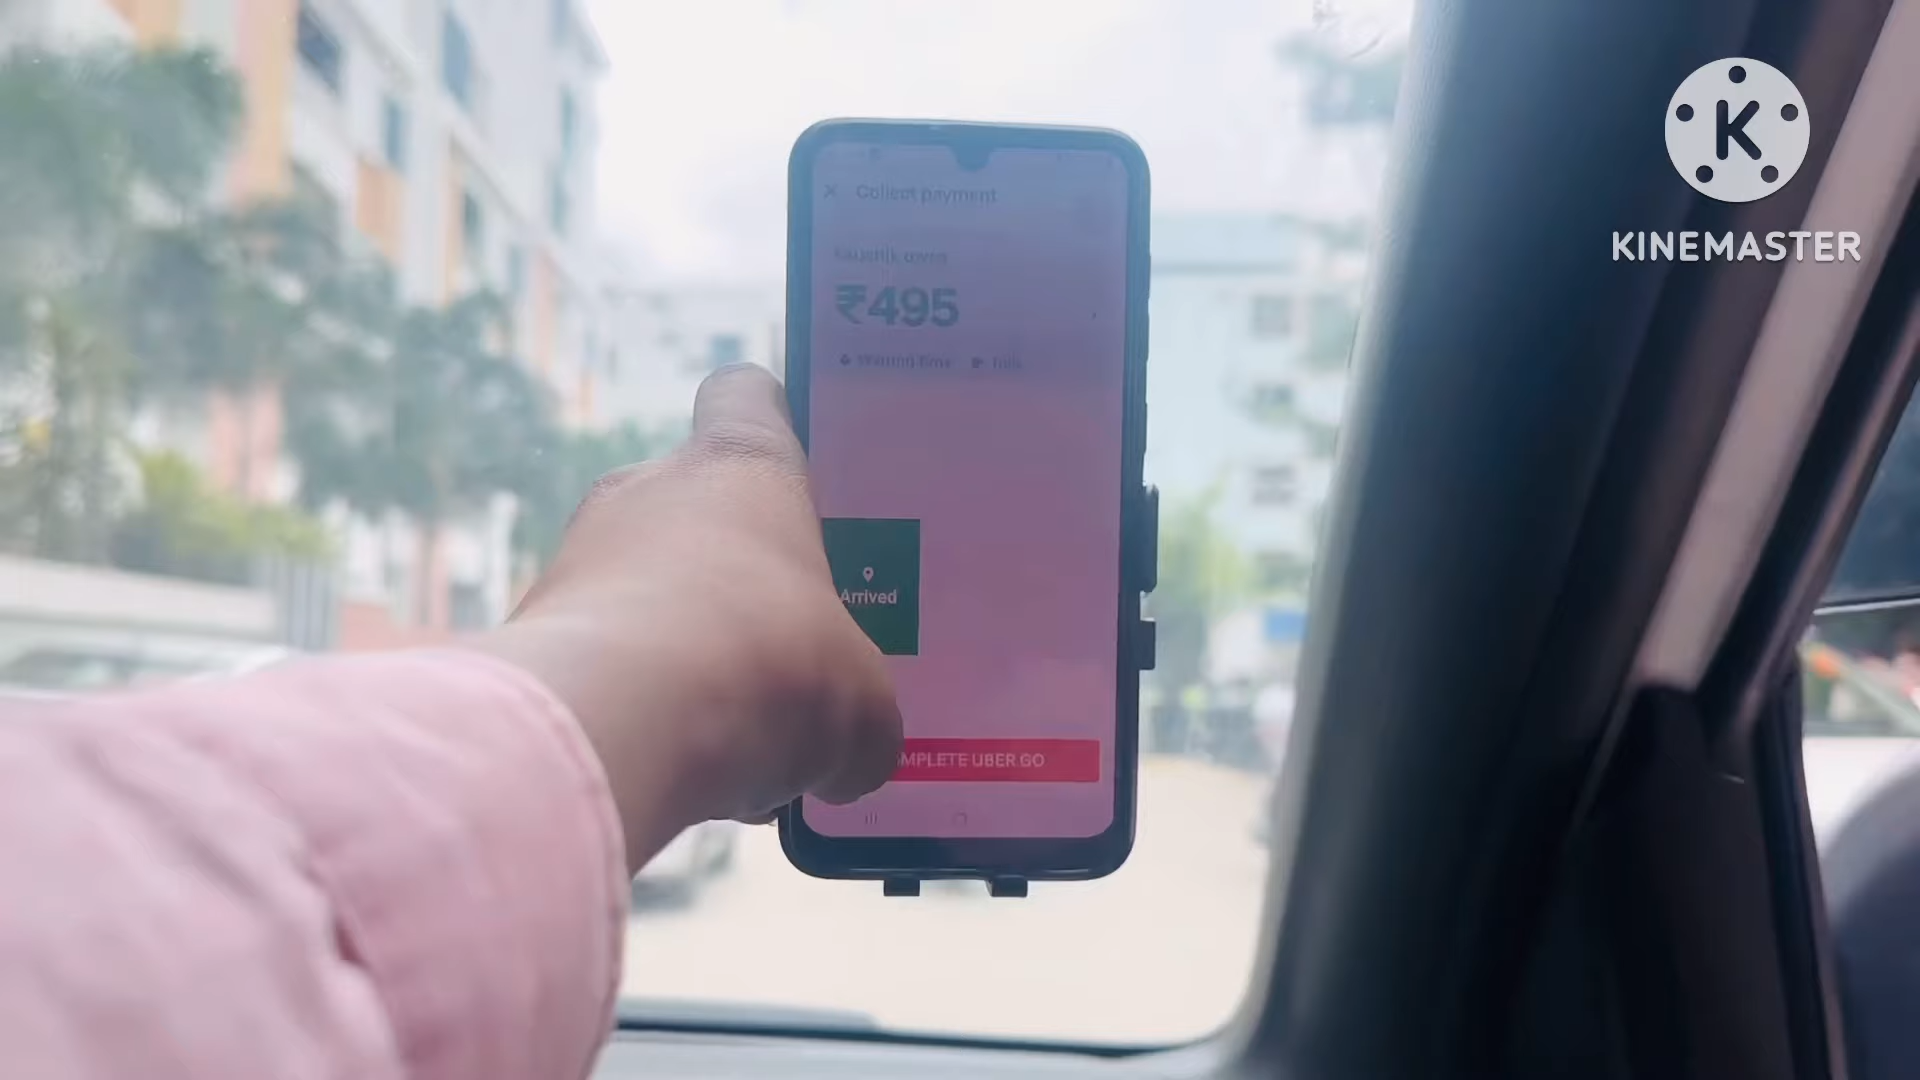 Collect payment
₹495
Arrived
MPLETE UBER GO
K
KINEMASTER